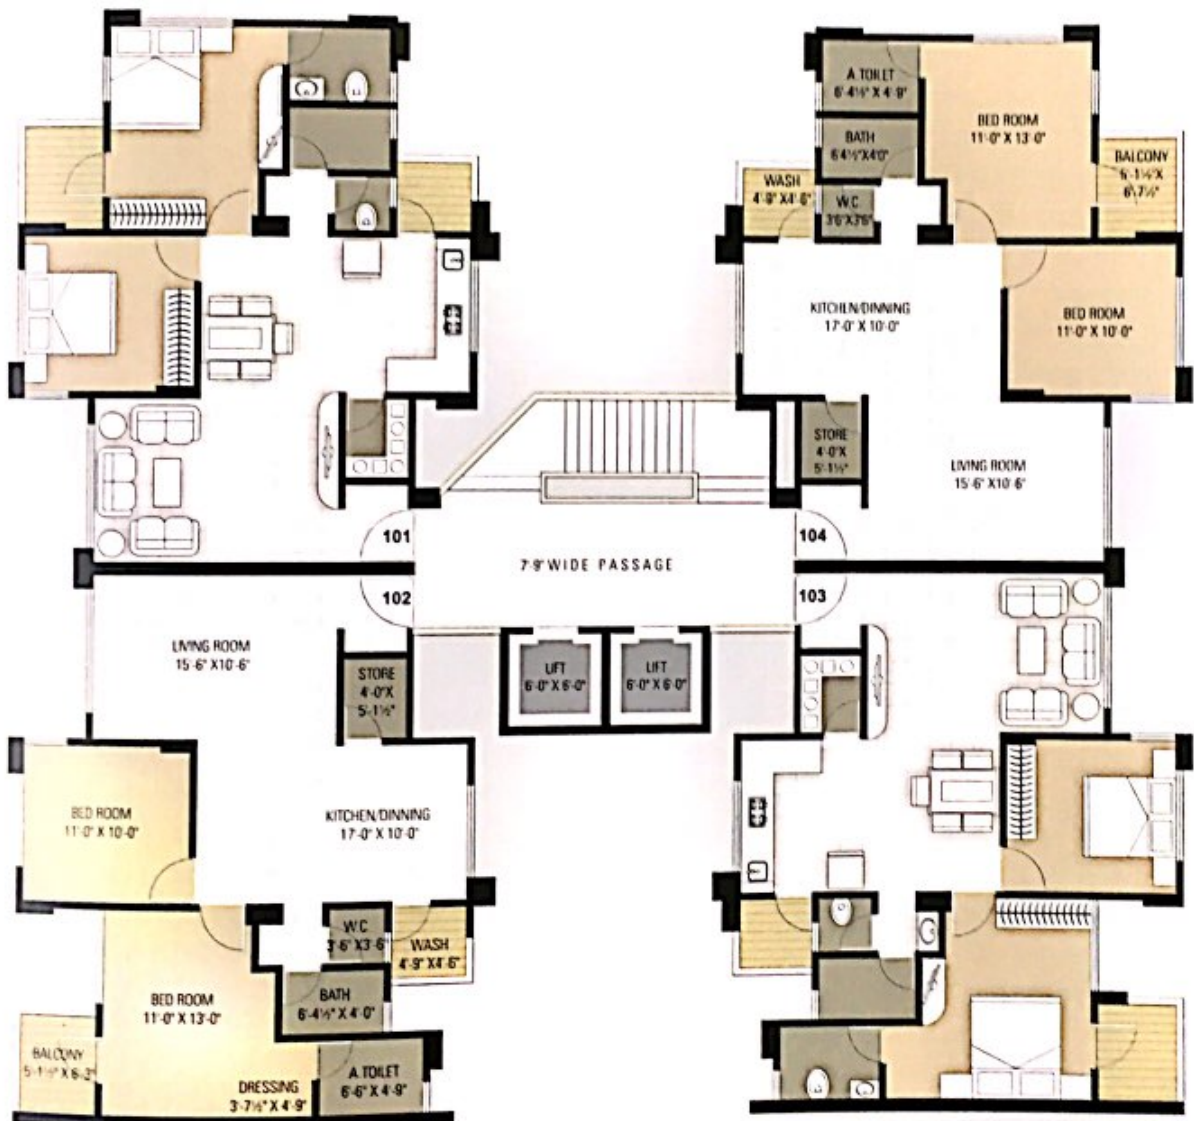 A.TOILET
6'-4½" X 4'-9"
BED ROOM
11'-0" X 13'-0"
BATH
6'4½"X4'0"
BALCONY
6'-1½" X
6'-7½"
WASH
4'-9"X4'-6"
W.C
3'6"X3'6"
KITCHEN/DINNING
17'-0" X 10'-0"
BED ROOM
11'-0" X 10'-0"
STORE
4'-0"X
5'-1½"
LIVING ROOM
15'-6" X10'-6"
101
104
7'-9" WIDE PASSAGE
102
103
LIVING ROOM
15'-6" X10'-6"
STORE
4'-0"X
5'-1½"
LIFT
6'-0" X 6'-0"
LIFT
6'-0" X 6'-0"
BED ROOM
11'-0" X 10'-0"
KITCHEN/DINNING
17'-0" X 10'-0"
W.C
3'-6" X3'-6"
WASH
4'-9" X4'-6"
BED ROOM
11'-0" X 13'-0"
BATH
6'-4½" X 4'-0"
BALCONY
5'-1½" X 6'-3"
A.TOILET
6'-6" X 4'-9"
DRESSING
3'-7½" X 4'-9"